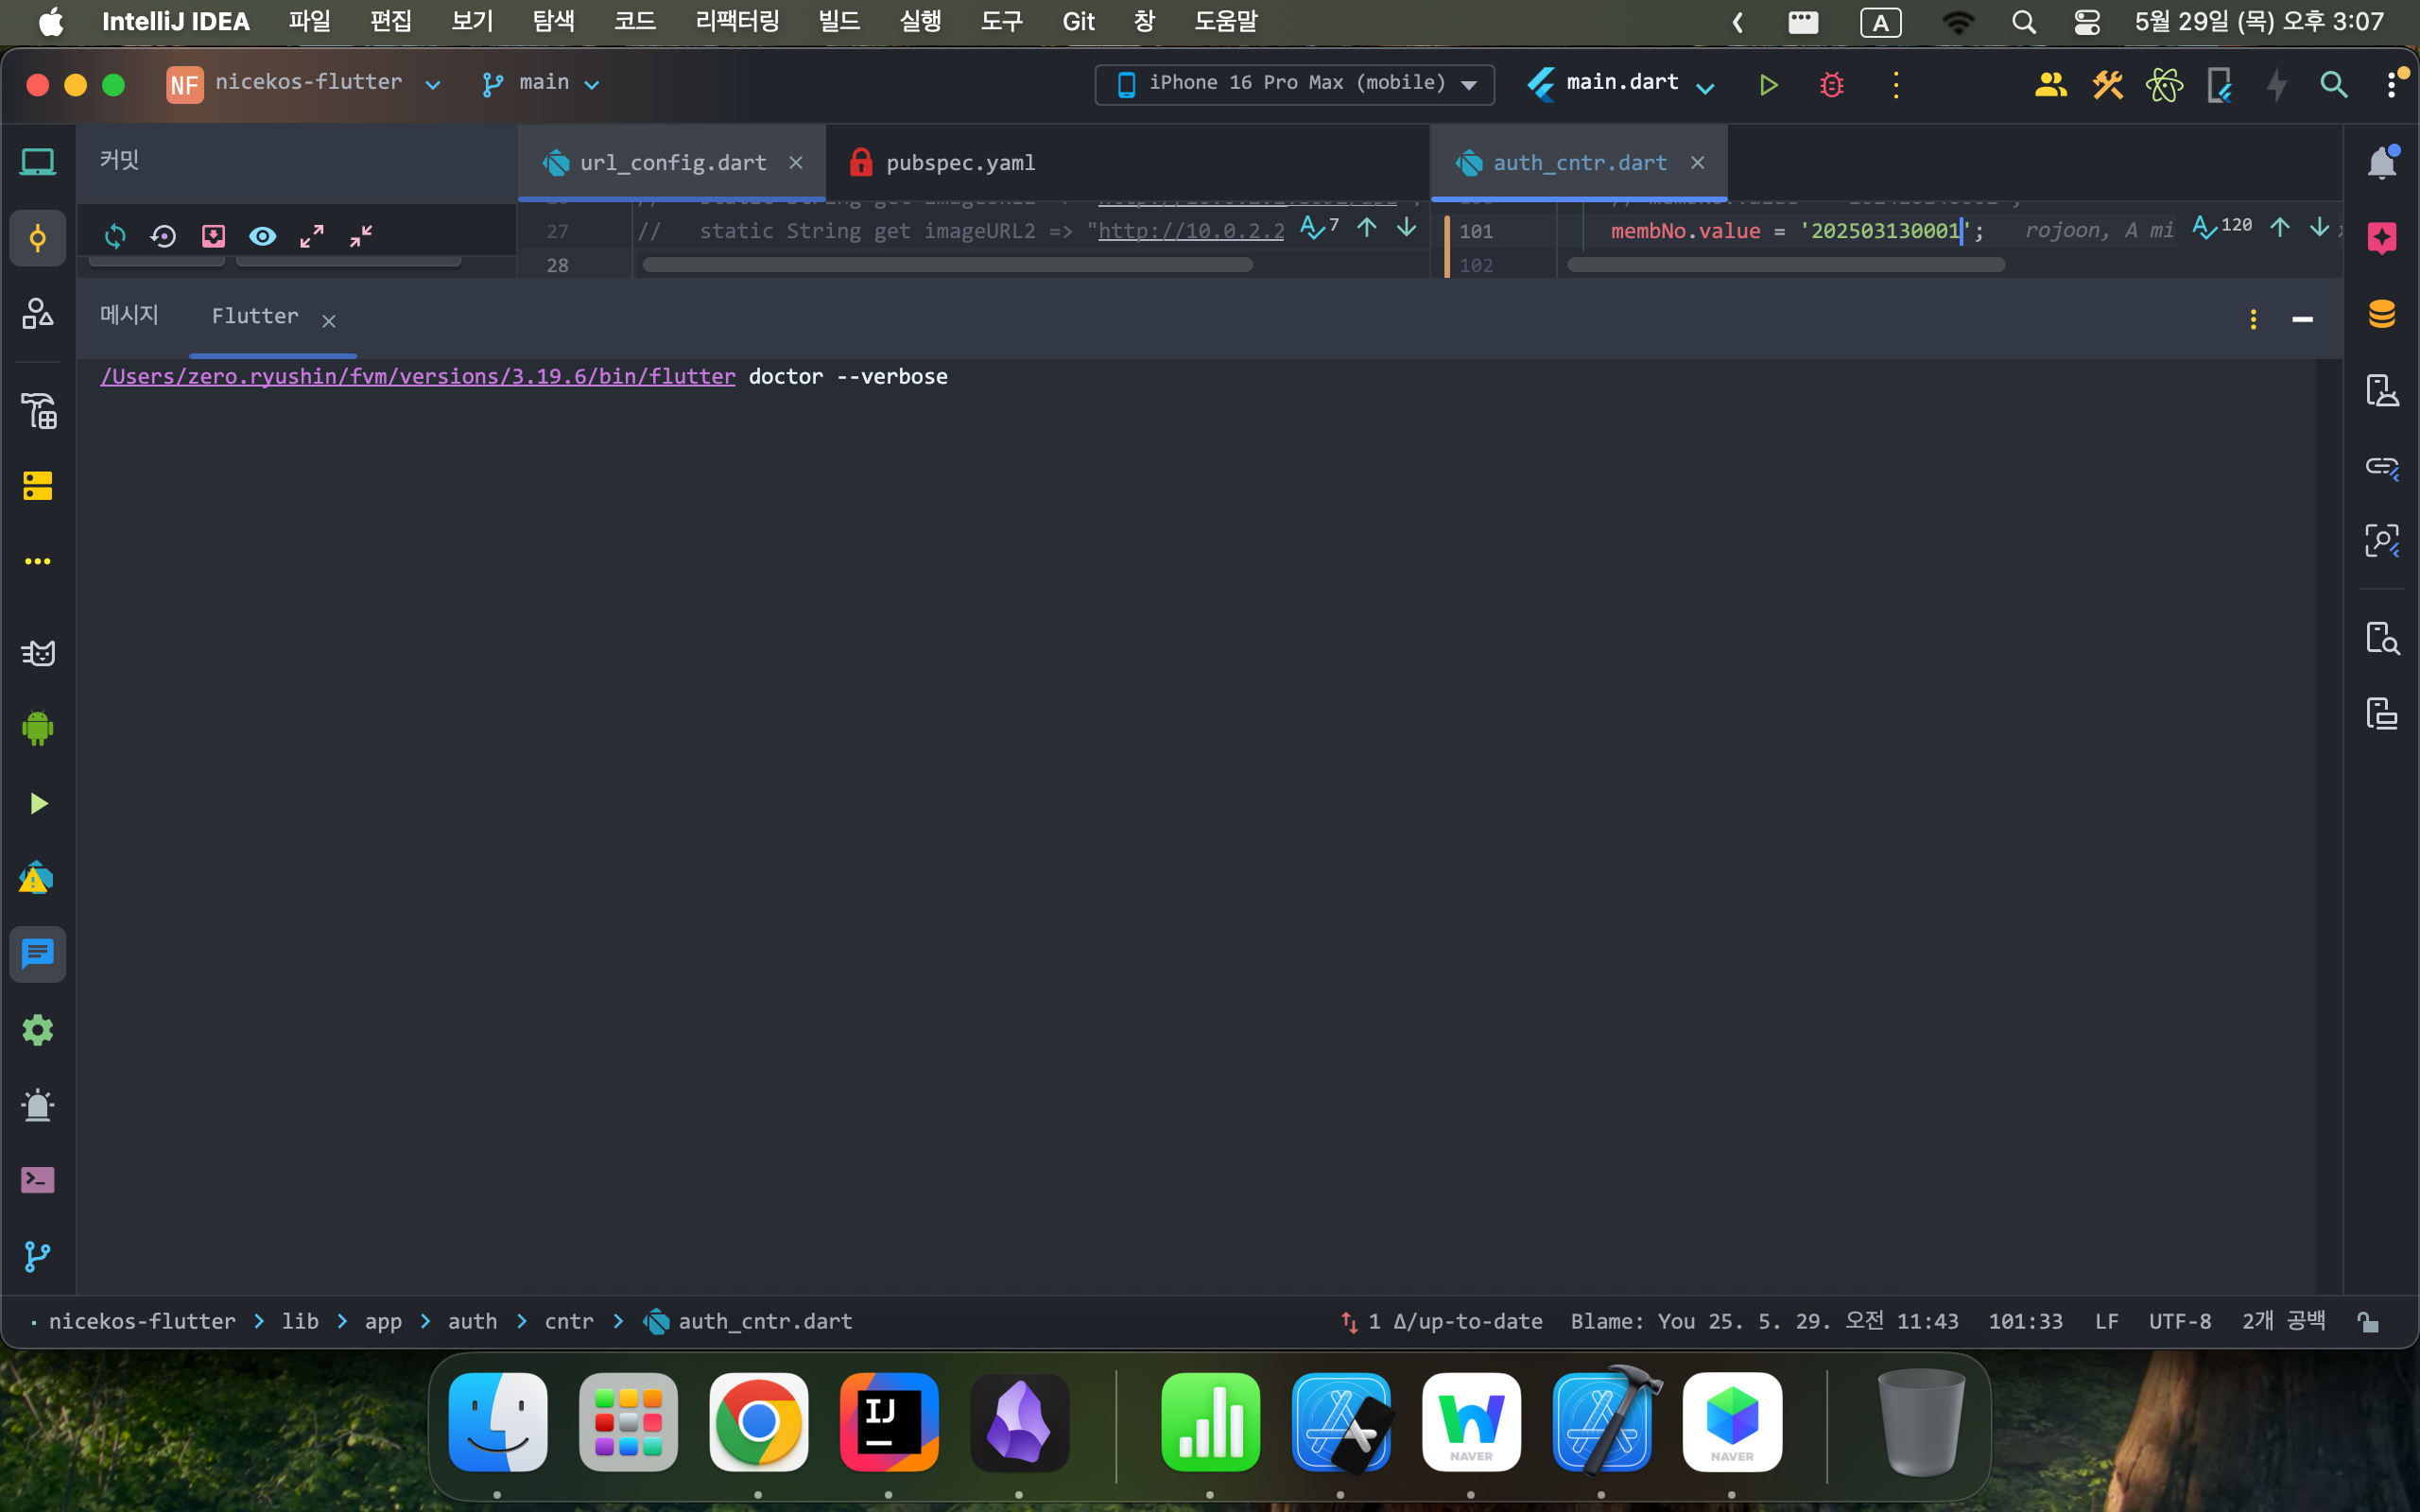 IntelliJ IDEA 파일 편집 보기 탐색 코드 리팩터링 빌드 실행 도구 Git 창 도움말 A 5월 29일 (목) 오후 3:07
NF nicekos-flutter main iPhone 16 Pro Max (mobile) main.dart
커밋 url_config.dart pubspec.yaml auth_cntr.dart
27 // static String get imageURL2 => "http://10.0.2.2 7 101 membNo.value = '202503130001'; rojoon, A mi 120
28 102
메시지 Flutter
/Users/zero.ryushin/fvm/versions/3.19.6/bin/flutter doctor --verbose
nicekos-flutter lib app auth cntr auth_cntr.dart 1 Δ/up-to-date Blame: You 25. 5. 29. 오전 11:43 101:33 LF UTF-8 2개 공백
IJ NAVER NAVER